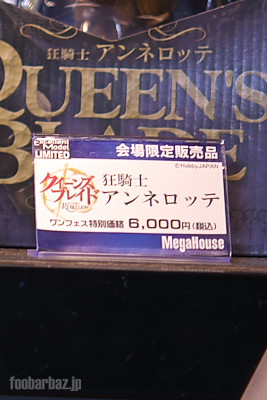 狂騎士 アンネロッテ
QUEEN'S
BLADE
Excellent
Model
LIMITED
会場限定販売品
©HobbyJAPAN
クイーンズ
ブレイド
狂騎士
アンネロッテ
ワンフェス特別価格 6,000円(税込)
MegaHouse
foobarbaz.jp